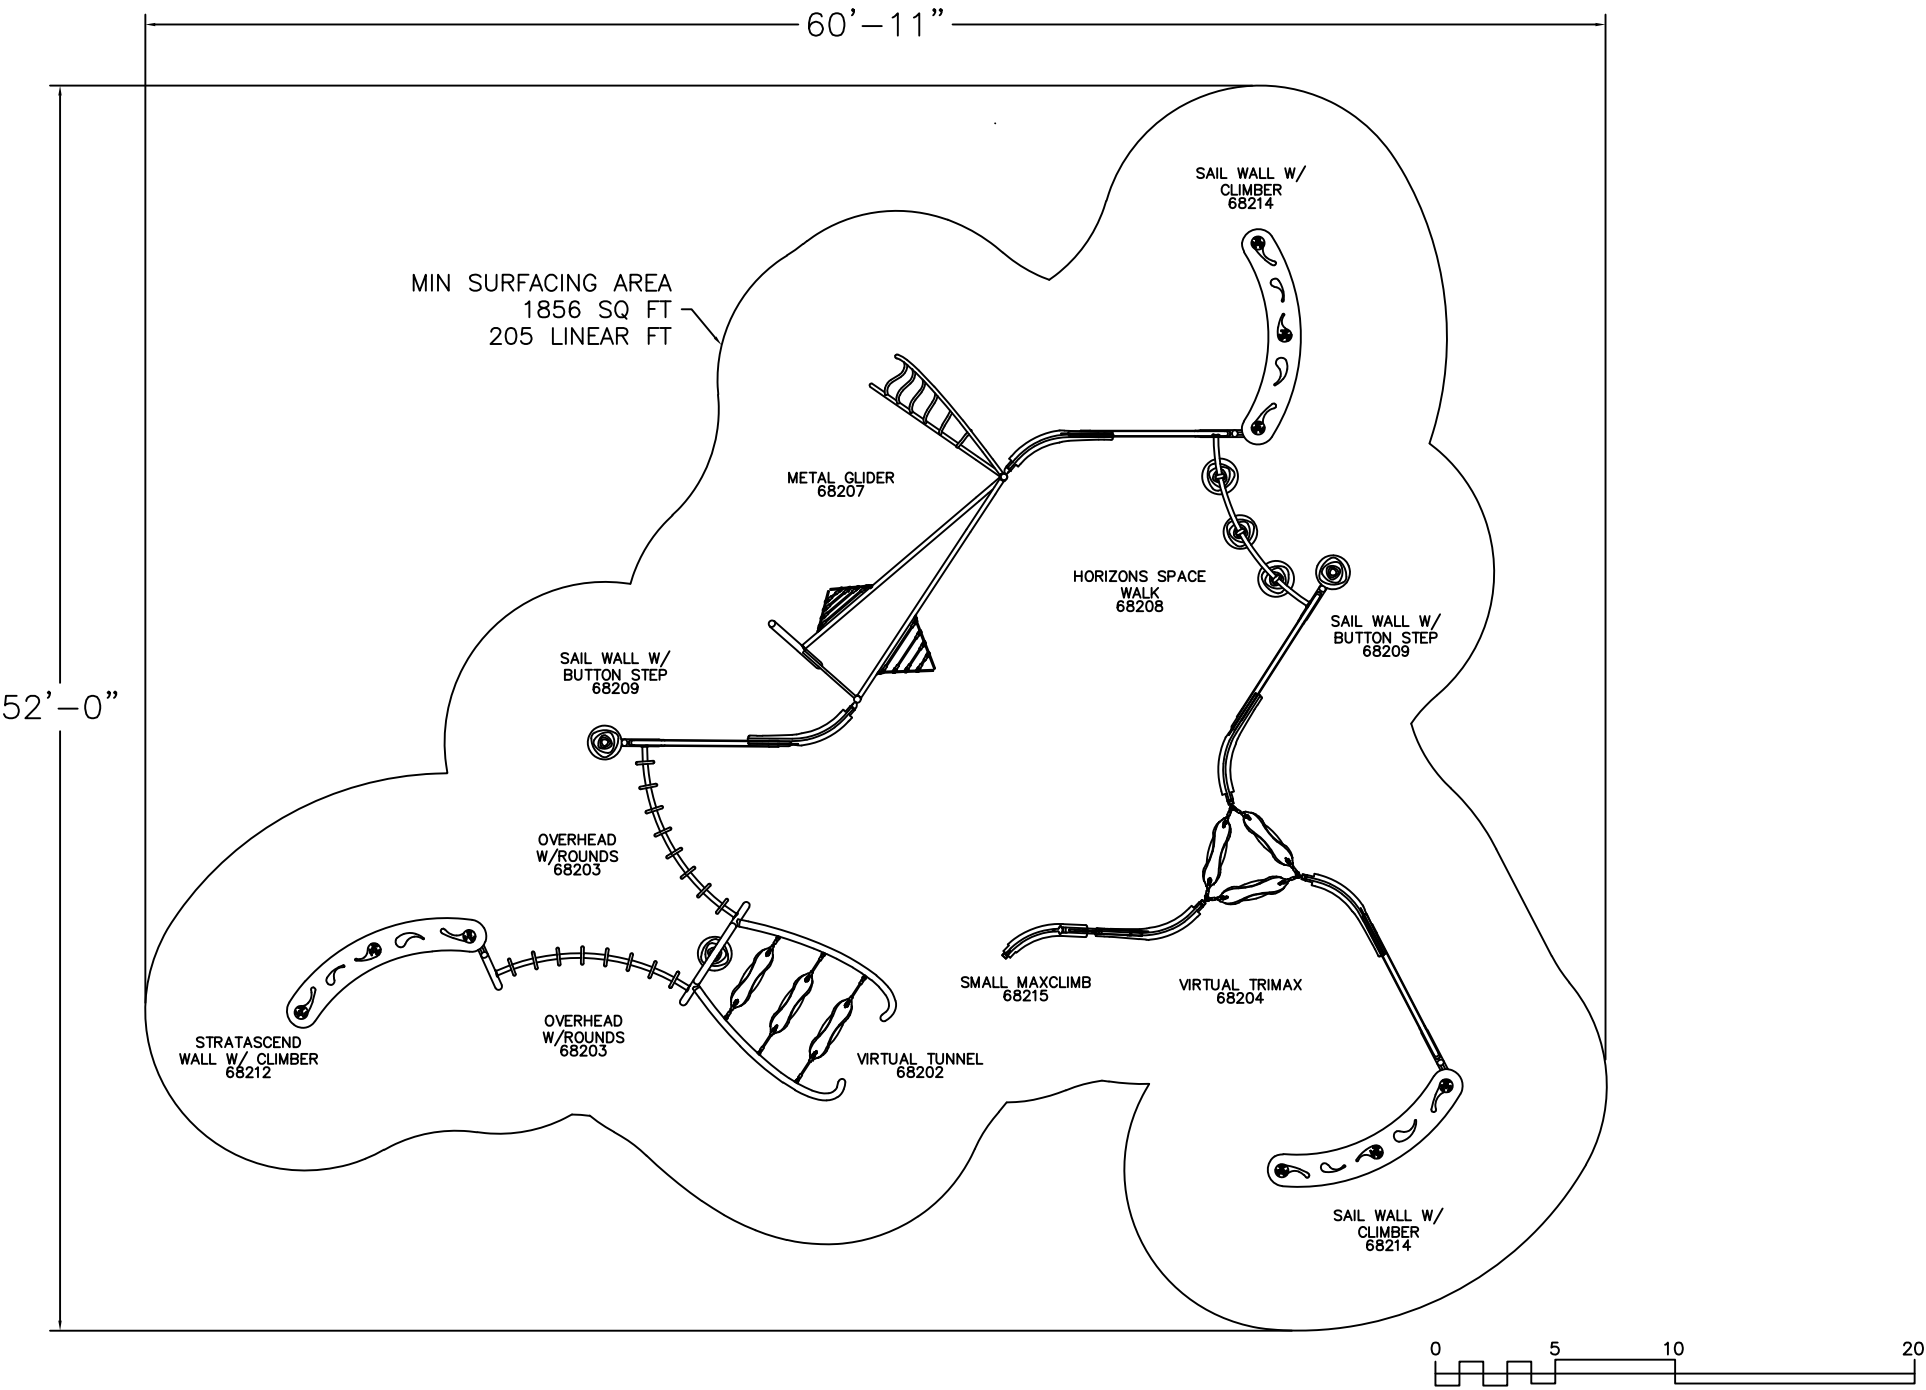 60'-11"
SAIL WALL W/
CLIMBER
68214
MIN SURFACING AREA
1856 SQ FT
205 LINEAR FT
METAL GLIDER
68207
HORIZONS SPACE
WALK
68208
SAIL WALL W/
BUTTON STEP
68209
SAIL WALL W/
BUTTON STEP
68209
52'-0"
OVERHEAD
W/ROUNDS
68203
SMALL MAXCLIMB
68215
VIRTUAL TRIMAX
68204
STRATASCEND
WALL W/ CLIMBER
68212
OVERHEAD
W/ROUNDS
68203
VIRTUAL TUNNEL
68202
SAIL WALL W/
CLIMBER
68214
0 5 10 20